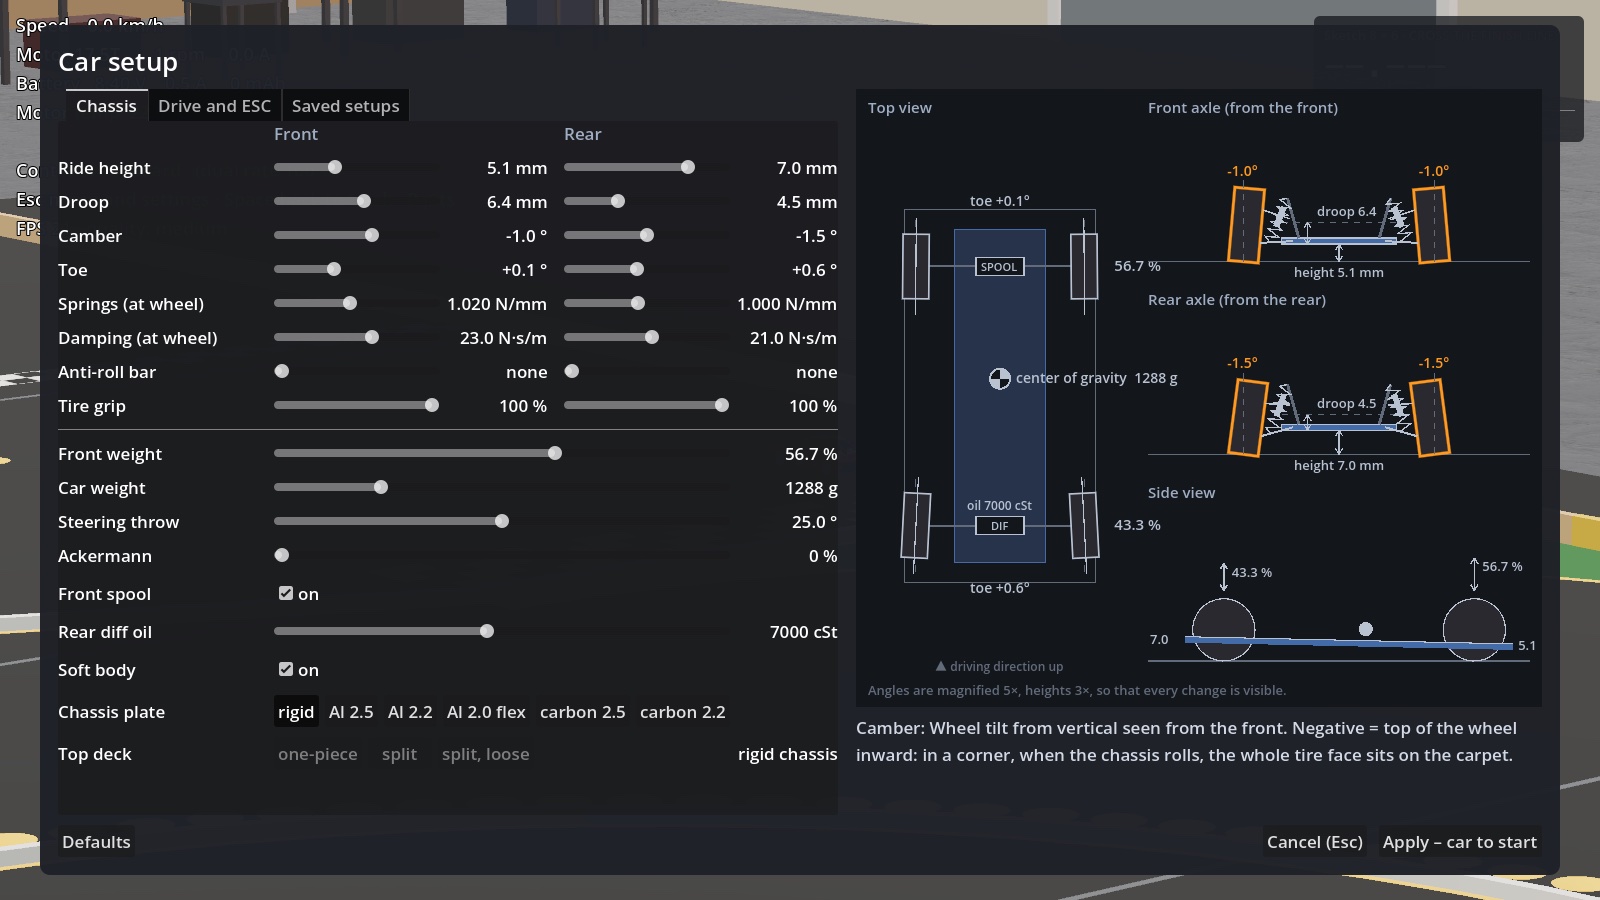 Speed 0.0 km/h
Car setup
Chassis Drive and ESC Saved setups
Front Rear
Ride height 5.1 mm 7.0 mm
Droop 6.4 mm 4.5 mm
Camber -1.0 ° -1.5 °
Toe +0.1 ° +0.6 °
Springs (at wheel) 1.020 N/mm 1.000 N/mm
Damping (at wheel) 23.0 N·s/m 21.0 N·s/m
Anti-roll bar none none
Tire grip 100 % 100 %
Front weight 56.7 %
Car weight 1288 g
Steering throw 25.0 °
Ackermann 0 %
Front spool on
Rear diff oil 7000 cSt
Soft body on
Chassis plate rigid Al 2.5 Al 2.2 Al 2.0 flex carbon 2.5 carbon 2.2
Top deck one-piece split split, loose rigid chassis
Defaults
Top view
toe +0.1°
SPOOL
56.7 %
center of gravity 1288 g
oil 7000 cSt
DIF
43.3 %
toe +0.6°
▲ driving direction up
Front axle (from the front)
-1.0° -1.0°
droop 6.4
height 5.1 mm
Rear axle (from the rear)
-1.5° -1.5°
droop 4.5
height 7.0 mm
Side view
43.3 % 56.7 %
7.0 5.1
Angles are magnified 5×, heights 3×, so that every change is visible.
Camber: Wheel tilt from vertical seen from the front. Negative = top of the wheel
inward: in a corner, when the chassis rolls, the whole tire face sits on the carpet.
Cancel (Esc) Apply – car to start